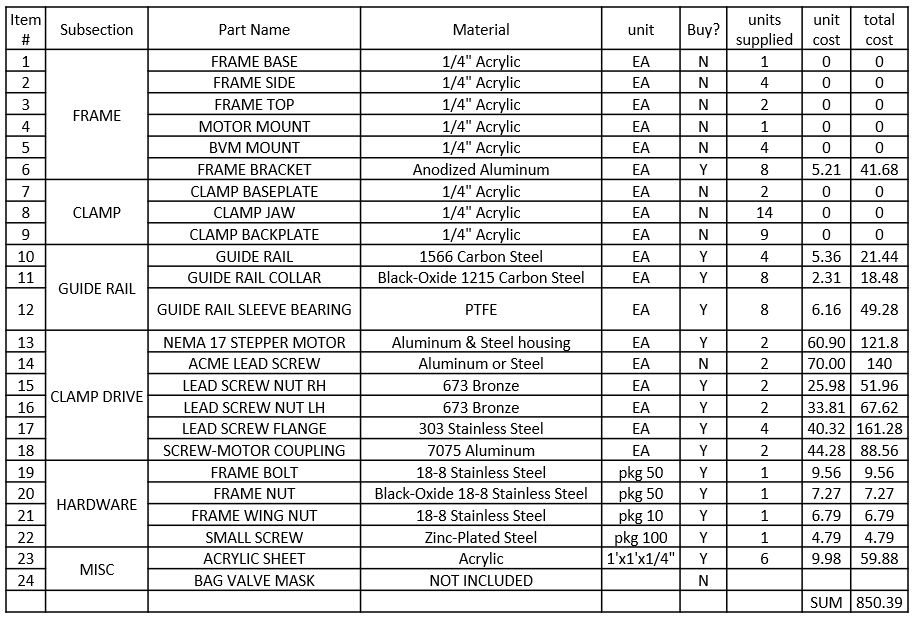 Item # Subsection Part Name Material unit Buy? units supplied unit cost total cost
1 FRAME FRAME BASE 1/4" Acrylic EA N 1 0 0
2 FRAME SIDE 1/4" Acrylic EA N 4 0 0
3 FRAME TOP 1/4" Acrylic EA N 2 0 0
4 MOTOR MOUNT 1/4" Acrylic EA N 1 0 0
5 BVM MOUNT 1/4" Acrylic EA N 4 0 0
6 FRAME BRACKET Anodized Aluminum EA Y 8 5.21 41.68
7 CLAMP CLAMP BASEPLATE 1/4" Acrylic EA N 2 0 0
8 CLAMP JAW 1/4" Acrylic EA N 14 0 0
9 CLAMP BACKPLATE 1/4" Acrylic EA N 9 0 0
10 GUIDE RAIL GUIDE RAIL 1566 Carbon Steel EA Y 4 5.36 21.44
11 GUIDE RAIL COLLAR Black-Oxide 1215 Carbon Steel EA Y 8 2.31 18.48
12 GUIDE RAIL SLEEVE BEARING PTFE EA Y 8 6.16 49.28
13 CLAMP DRIVE NEMA 17 STEPPER MOTOR Aluminum & Steel housing EA Y 2 60.90 121.8
14 ACME LEAD SCREW Aluminum or Steel EA N 2 70.00 140
15 LEAD SCREW NUT RH 673 Bronze EA Y 2 25.98 51.96
16 LEAD SCREW NUT LH 673 Bronze EA Y 2 33.81 67.62
17 LEAD SCREW FLANGE 303 Stainless Steel EA Y 4 40.32 161.28
18 SCREW-MOTOR COUPLING 7075 Aluminum EA Y 2 44.28 88.56
19 HARDWARE FRAME BOLT 18-8 Stainless Steel pkg 50 Y 1 9.56 9.56
20 FRAME NUT Black-Oxide 18-8 Stainless Steel pkg 50 Y 1 7.27 7.27
21 FRAME WING NUT 18-8 Stainless Steel pkg 10 Y 1 6.79 6.79
22 SMALL SCREW Zinc-Plated Steel pkg 100 Y 1 4.79 4.79
23 MISC ACRYLIC SHEET Acrylic 1'x1'x1/4" Y 6 9.98 59.88
24 BAG VALVE MASK NOT INCLUDED N
SUM 850.39